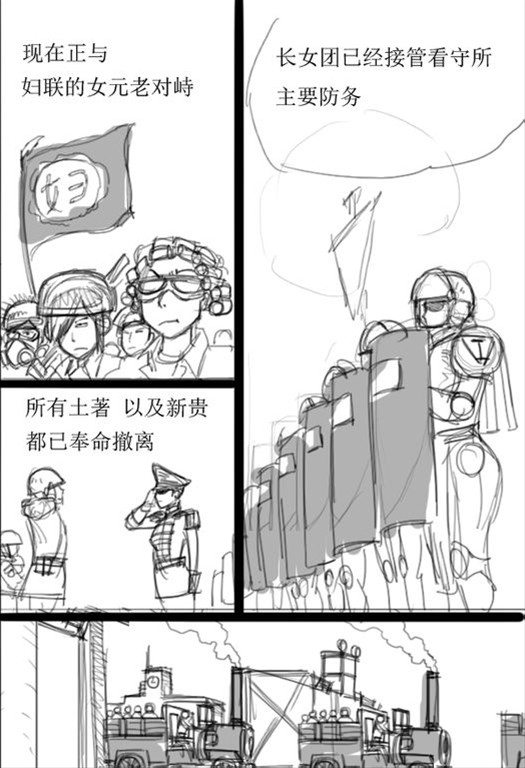 现在正与
妇联的女元老对峙
妇
长女团已经接管看守所
主要防务
所有土著 以及新贵
都已奉命撤离